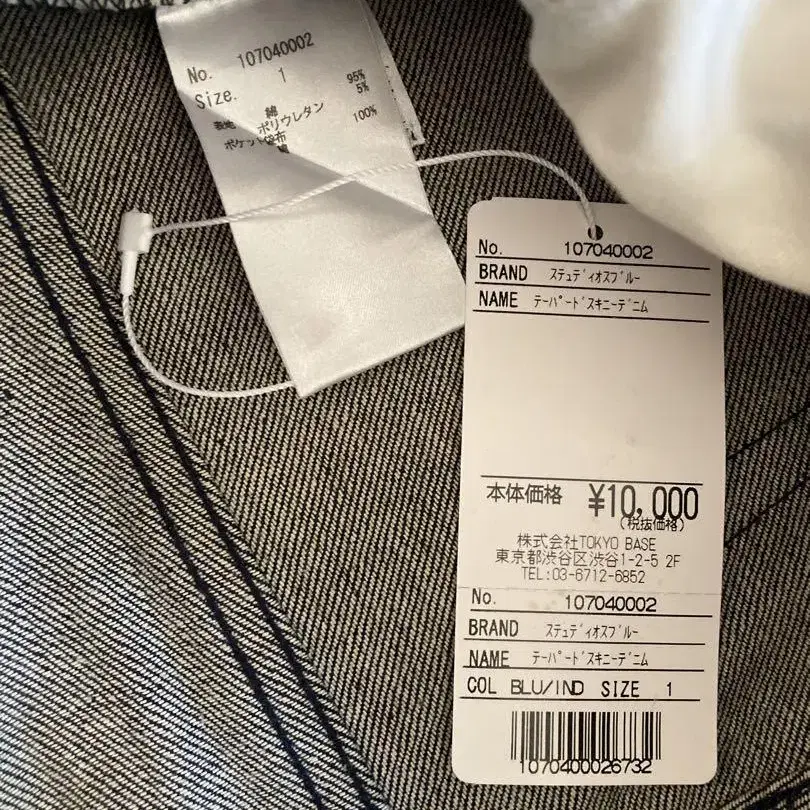 No. 107040002
Size. 1
表地 綿 95%
ポリウレタン 5%
ポケット袋布
綿 100%
No. 107040002
BRAND ｽﾃｭﾃﾞｨｵｽﾌﾞﾙｰ
NAME ﾃｰﾊﾟｰﾄﾞｽｷﾆｰﾃﾞﾆﾑ
本体価格 ¥10,000
(税抜価格)
株式会社TOKYO BASE
東京都渋谷区渋谷1-2-5 2F
TEL:03-6712-6852
No. 107040002
BRAND ｽﾃｭﾃﾞｨｵｽﾌﾞﾙｰ
NAME ﾃｰﾊﾟｰﾄﾞｽｷﾆｰﾃﾞﾆﾑ
COL BLU/IND SIZE 1
1070400026732